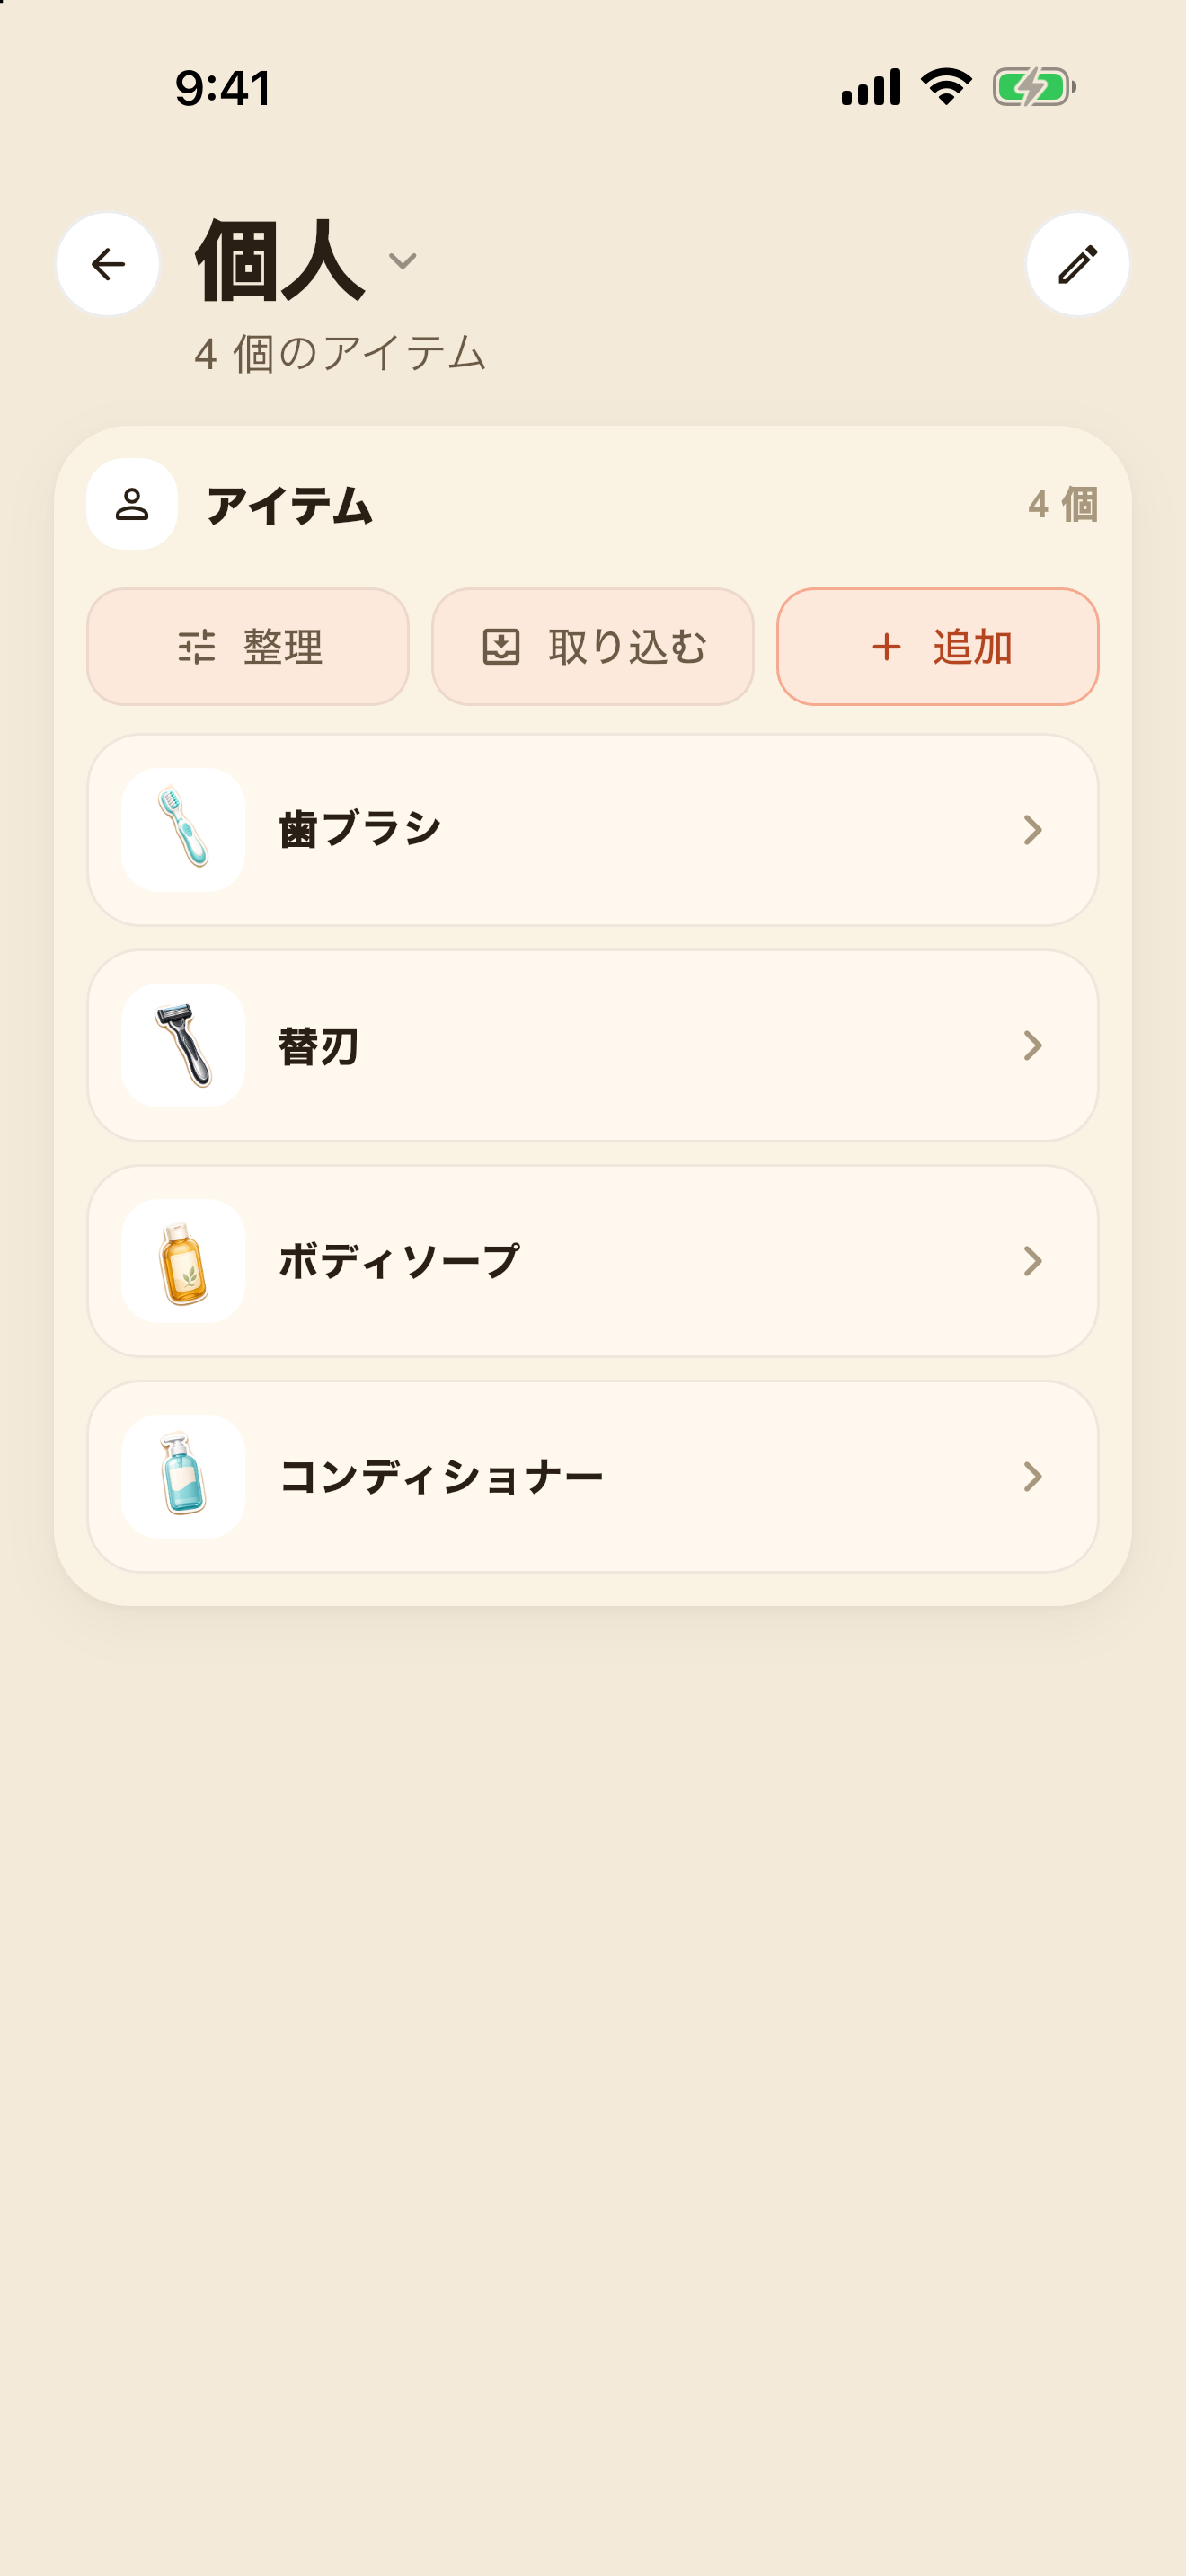 9:41
個人
4 個のアイテム
アイテム
4 個
整理
取り込む
追加
歯ブラシ
替刃
ボディソープ
コンディショナー